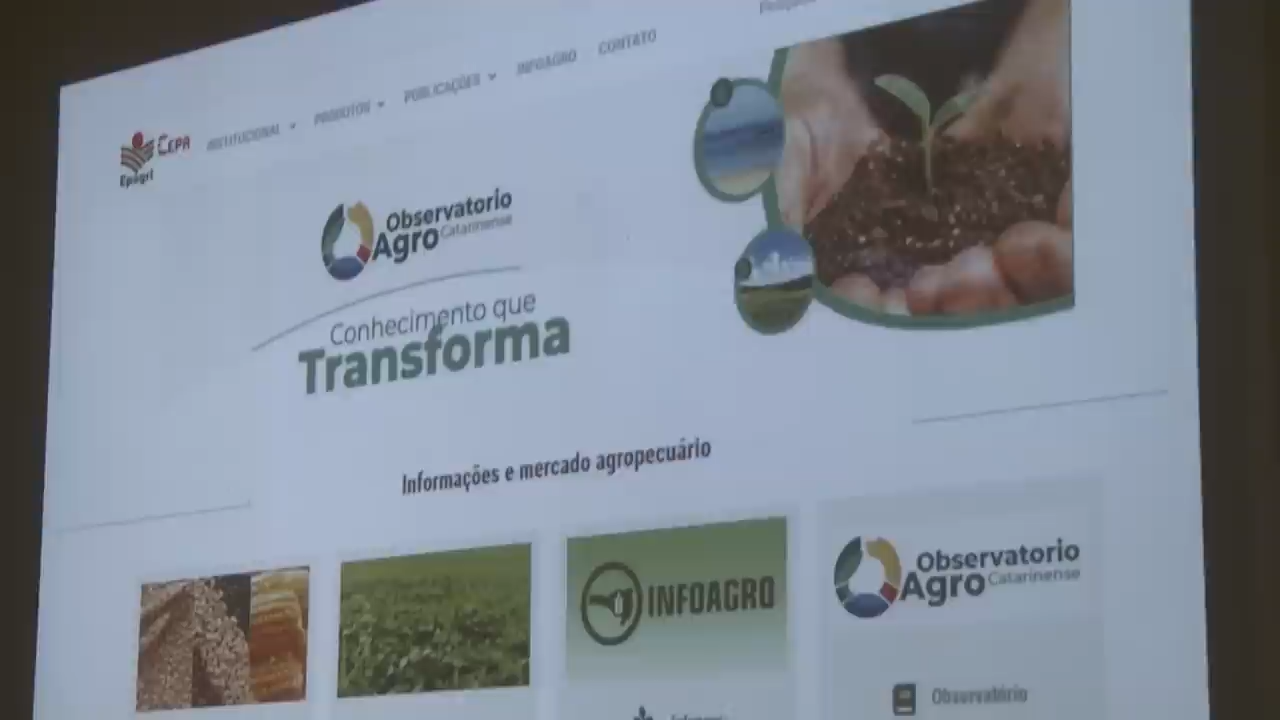 CEPA
Epagri
INSTITUCIONAL
PRODUTOS
PUBLICAÇÕES
INFOAGRO
CONTATO
Observatorio
Agro Catarinense
Conhecimento que
Transforma
Informações e mercado agropecuário
INFOAGRO
Observatorio
Agro Catarinense
Observatório